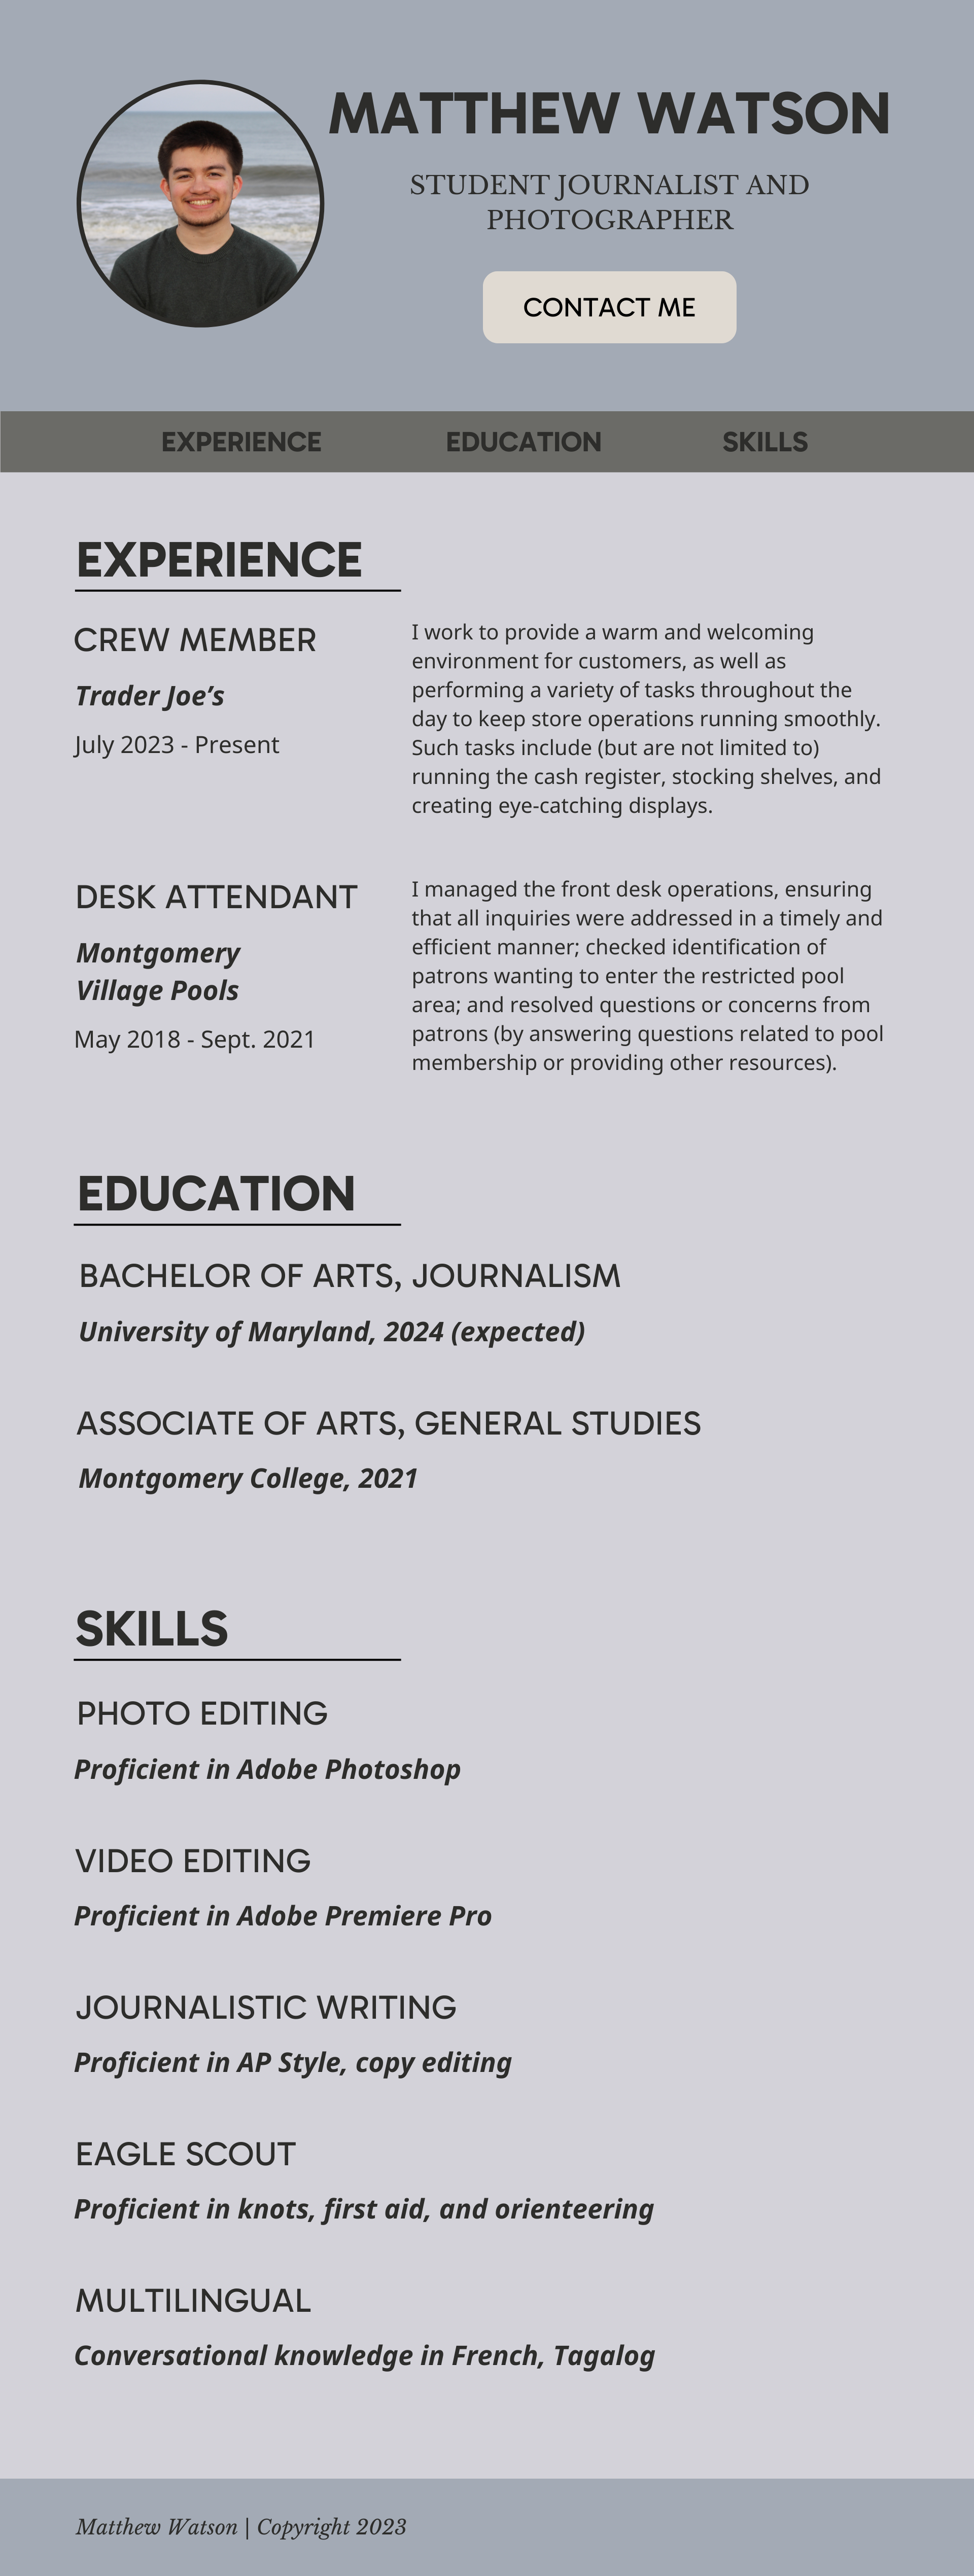 MATTHEW WATSON
STUDENT JOURNALIST AND
PHOTOGRAPHER
CONTACT ME
EXPERIENCE EDUCATION SKILLS
EXPERIENCE
CREW MEMBER
Trader Joe’s
July 2023 - Present
I work to provide a warm and welcoming
environment for customers, as well as
performing a variety of tasks throughout the
day to keep store operations running smoothly.
Such tasks include (but are not limited to)
running the cash register, stocking shelves, and
creating eye-catching displays.
DESK ATTENDANT
Montgomery
Village Pools
May 2018 - Sept. 2021
I managed the front desk operations, ensuring
that all inquiries were addressed in a timely and
efficient manner; checked identification of
patrons wanting to enter the restricted pool
area; and resolved questions or concerns from
patrons (by answering questions related to pool
membership or providing other resources).
EDUCATION
BACHELOR OF ARTS, JOURNALISM
University of Maryland, 2024 (expected)
ASSOCIATE OF ARTS, GENERAL STUDIES
Montgomery College, 2021
SKILLS
PHOTO EDITING
Proficient in Adobe Photoshop
VIDEO EDITING
Proficient in Adobe Premiere Pro
JOURNALISTIC WRITING
Proficient in AP Style, copy editing
EAGLE SCOUT
Proficient in knots, first aid, and orienteering
MULTILINGUAL
Conversational knowledge in French, Tagalog
Matthew Watson | Copyright 2023